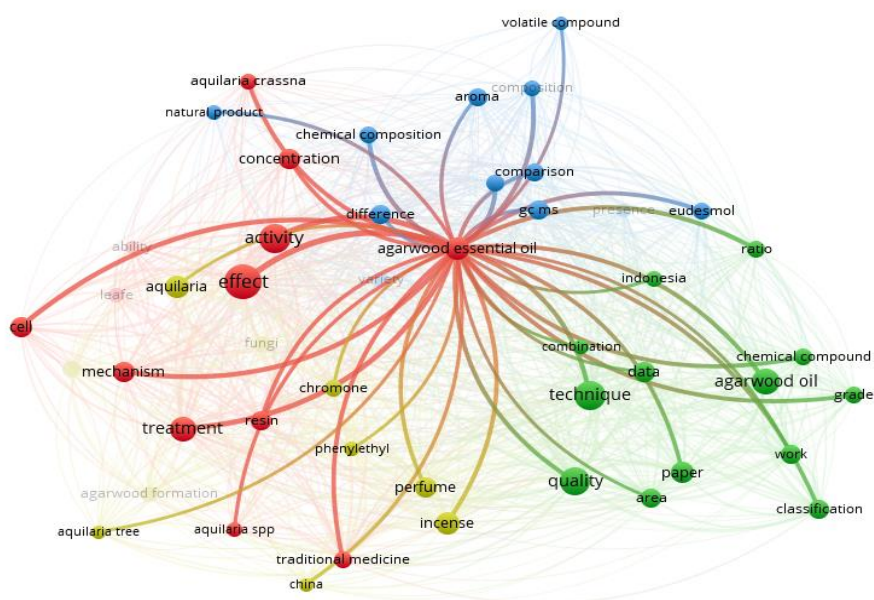 volatile compound
aquilaria crassna
composition
aroma
natural product
chemical composition
concentration
comparison
difference
gc ms
presence
eudesmol
activity
ability
agarwood essential oil
ratio
effect
aquilaria
variety
indonesia
leafe
cell
fungi
combination
chemical compound
mechanism
data
agarwood oil
chromone
technique
grade
treatment
resin
phenylethyl
work
paper
quality
perfume
agarwood formation
area
incense
classification
aquilaria tree
aquilaria spp
traditional medicine
china